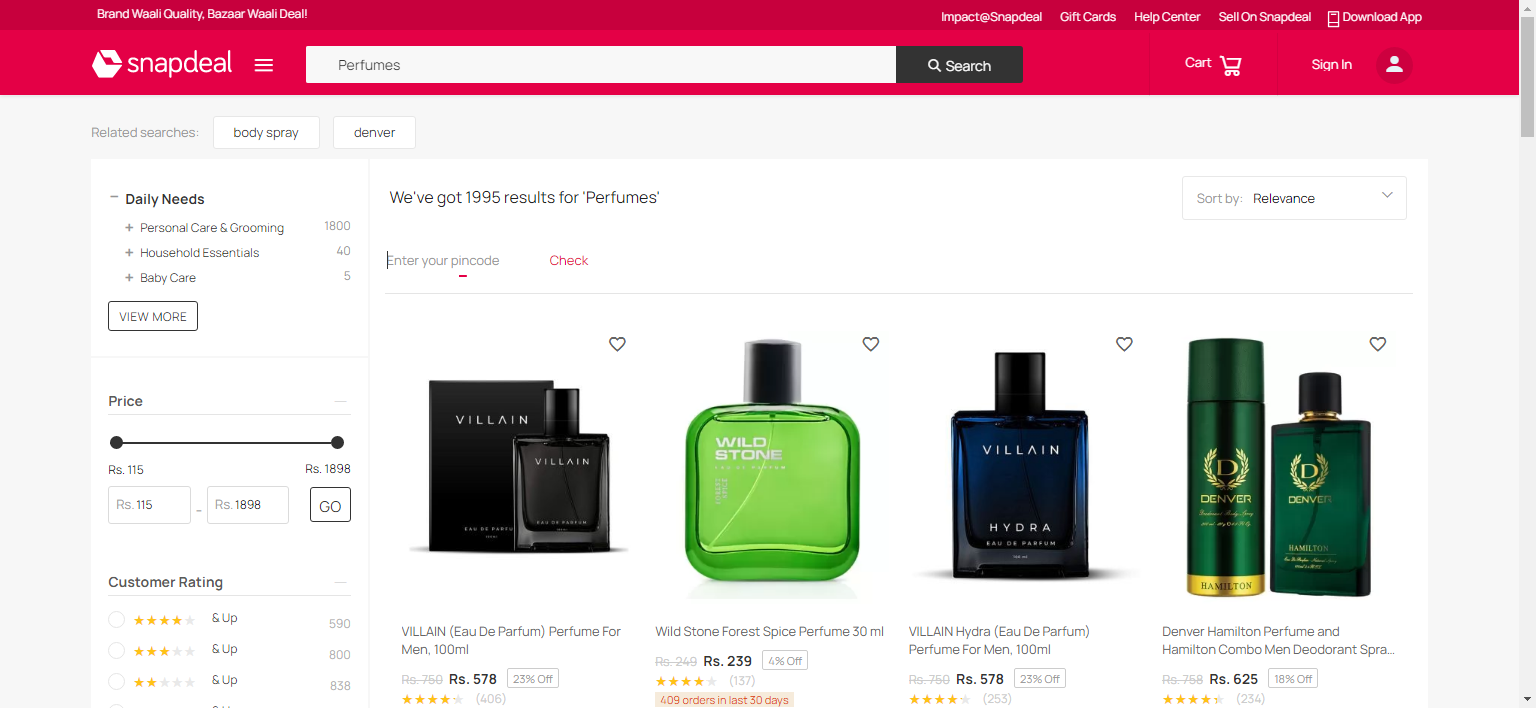 Brand Waali Quality, Bazaar Waali Deal!
Impact@Snapdeal Gift Cards Help Center Sell On Snapdeal Download App
snapdeal
Perfumes
Search
Cart
Sign In
Related searches: body spray denver
Daily Needs
Personal Care & Grooming 1800
Household Essentials 40
Baby Care 5
VIEW MORE
Price
Rs. 115 Rs. 1898
Rs. 115 - Rs. 1898 GO
Customer Rating
& Up 590
& Up 800
& Up 838
We've got 1995 results for 'Perfumes'
Sort by: Relevance
Enter your pincode Check
VILLAIN
VILLAIN
EAU DE PARFUM
EAU DE PARFUM
VILLAIN (Eau De Parfum) Perfume For
Men, 100ml
Rs. 750 Rs. 578 23% Off
(406)
WILD
STONE
EAU DE PARFUM
FOREST
SPICE
Wild Stone Forest Spice Perfume 30 ml
Rs. 249 Rs. 239 4% Off
(137)
409 orders in last 30 days
VILLAIN
HYDRA
EAU DE PARFUM
100 ml
VILLAIN Hydra (Eau De Parfum)
Perfume For Men, 100ml
Rs. 750 Rs. 578 23% Off
(253)
D
DENVER
Deodorant Body Spray
HAMILTON
D
DENVER
HAMILTON
Denver Hamilton Perfume and
Hamilton Combo Men Deodorant Spra...
Rs. 758 Rs. 625 18% Off
(234)